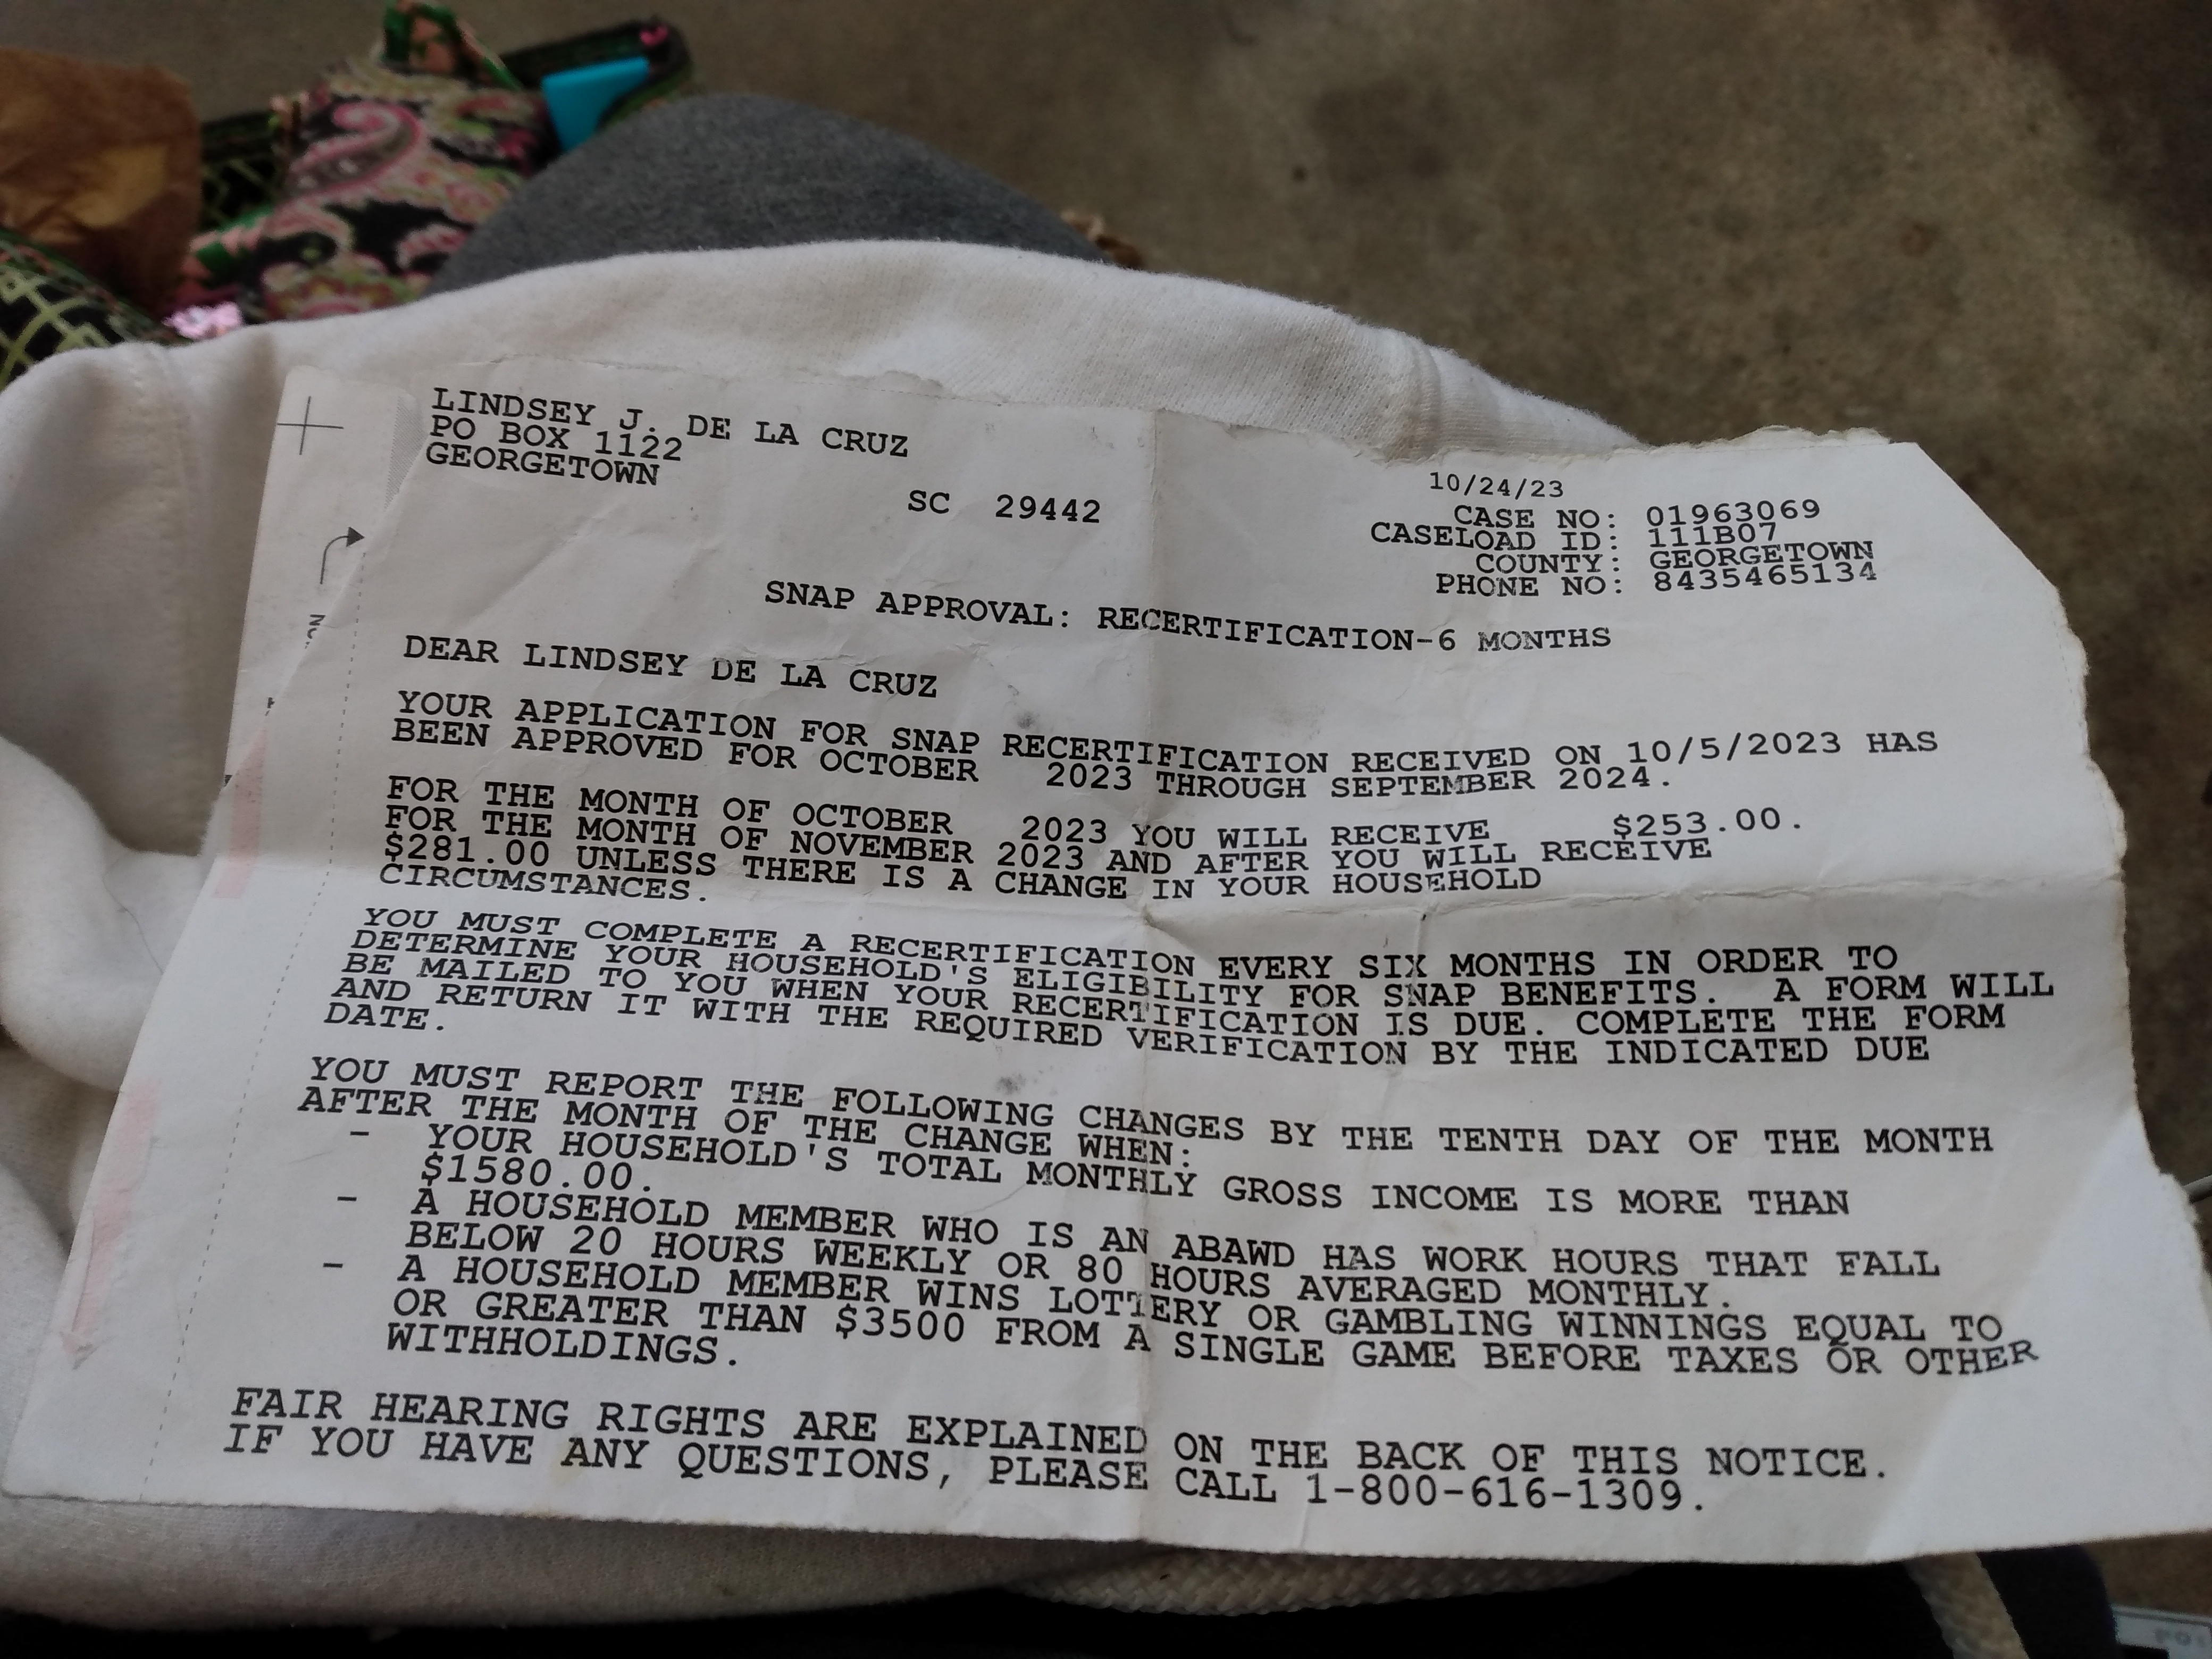 LINDSEY J. DE LA CRUZ
PO BOX 1122
GEORGETOWN
SC 29442
10/24/23
CASE NO: 01963069
CASELOAD ID: 111B07
COUNTY: GEORGETOWN
PHONE NO: 8435465134
SNAP APPROVAL: RECERTIFICATION-6 MONTHS
DEAR LINDSEY DE LA CRUZ
YOUR APPLICATION FOR SNAP RECERTIFICATION RECEIVED ON 10/5/2023 HAS
BEEN APPROVED FOR OCTOBER 2023 THROUGH SEPTEMBER 2024.
FOR THE MONTH OF OCTOBER 2023 YOU WILL RECEIVE $253.00.
FOR THE MONTH OF NOVEMBER 2023 AND AFTER YOU WILL RECEIVE
$281.00 UNLESS THERE IS A CHANGE IN YOUR HOUSEHOLD
CIRCUMSTANCES.
YOU MUST COMPLETE A RECERTIFICATION EVERY SIX MONTHS IN ORDER TO
DETERMINE YOUR HOUSEHOLD'S ELIGIBILITY FOR SNAP BENEFITS. A FORM WILL
BE MAILED TO YOU WHEN YOUR RECERTIFICATION IS DUE. COMPLETE THE FORM
AND RETURN IT WITH THE REQUIRED VERIFICATION BY THE INDICATED DUE
DATE.
YOU MUST REPORT THE FOLLOWING CHANGES BY THE TENTH DAY OF THE MONTH
AFTER THE MONTH OF THE CHANGE WHEN:
- YOUR HOUSEHOLD'S TOTAL MONTHLY GROSS INCOME IS MORE THAN
$1580.00.
- A HOUSEHOLD MEMBER WHO IS AN ABAWD HAS WORK HOURS THAT FALL
BELOW 20 HOURS WEEKLY OR 80 HOURS AVERAGED MONTHLY.
- A HOUSEHOLD MEMBER WINS LOTTERY OR GAMBLING WINNINGS EQUAL TO
OR GREATER THAN $3500 FROM A SINGLE GAME BEFORE TAXES OR OTHER
WITHHOLDINGS.
FAIR HEARING RIGHTS ARE EXPLAINED ON THE BACK OF THIS NOTICE.
IF YOU HAVE ANY QUESTIONS, PLEASE CALL 1-800-616-1309.